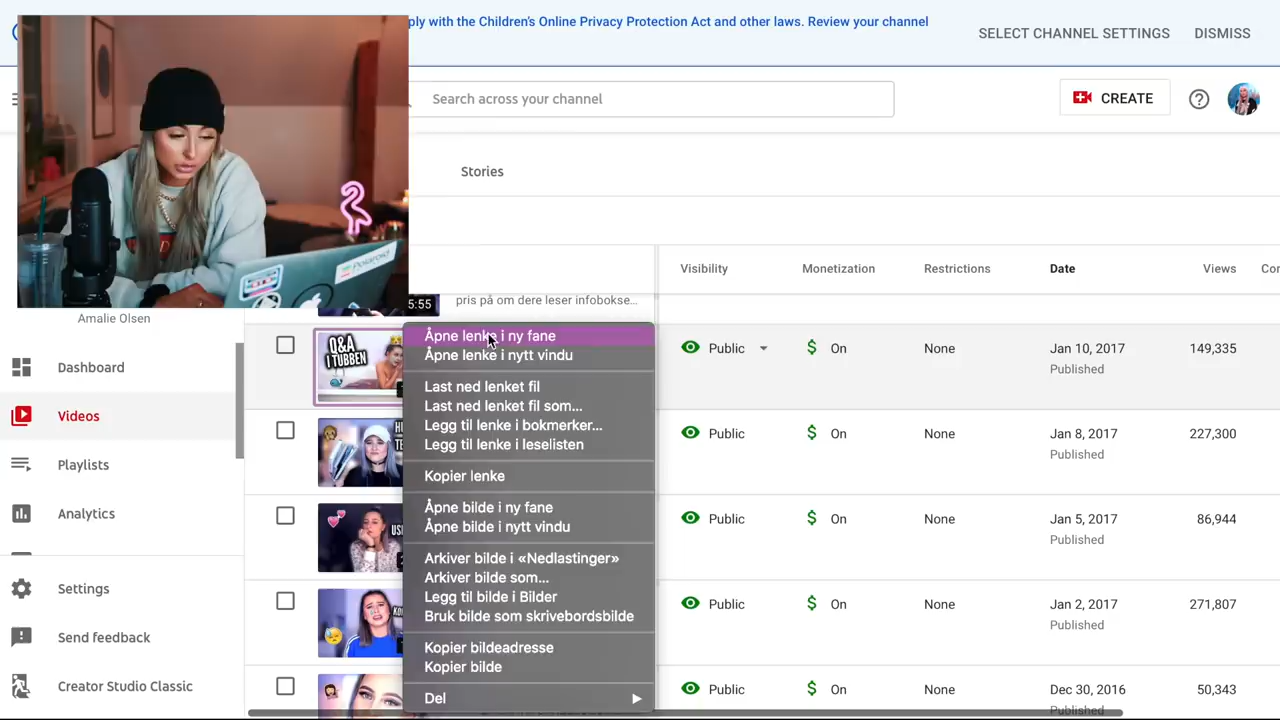 ply with the Children's Online Privacy Protection Act and other laws. Review your channel
SELECT CHANNEL SETTINGS
DISMISS
Search across your channel
CREATE
Stories
Visibility
Monetization
Restrictions
Date
Views
5:55
pris på om dere leser infobokse...
Amalie Olsen
Dashboard
Videos
Playlists
Analytics
Settings
Send feedback
Creator Studio Classic
Q&A
I TUBBEN
Åpne lenke i ny fane
Åpne lenke i nytt vindu
Last ned lenket fil
Last ned lenket fil som...
Legg til lenke i bokmerker...
Legg til lenke i leselisten
Kopier lenke
Åpne bilde i ny fane
Åpne bilde i nytt vindu
Arkiver bilde i «Nedlastinger»
Arkiver bilde som...
Legg til bilde i Bilder
Bruk bilde som skrivebordsbilde
Kopier bildeadresse
Kopier bilde
Del
Public
On
None
Jan 10, 2017
149,335
Published
Public
On
None
Jan 8, 2017
227,300
Published
Public
On
None
Jan 5, 2017
86,944
Published
Public
On
None
Jan 2, 2017
271,807
Published
Public
On
None
Dec 30, 2016
50,343
Published